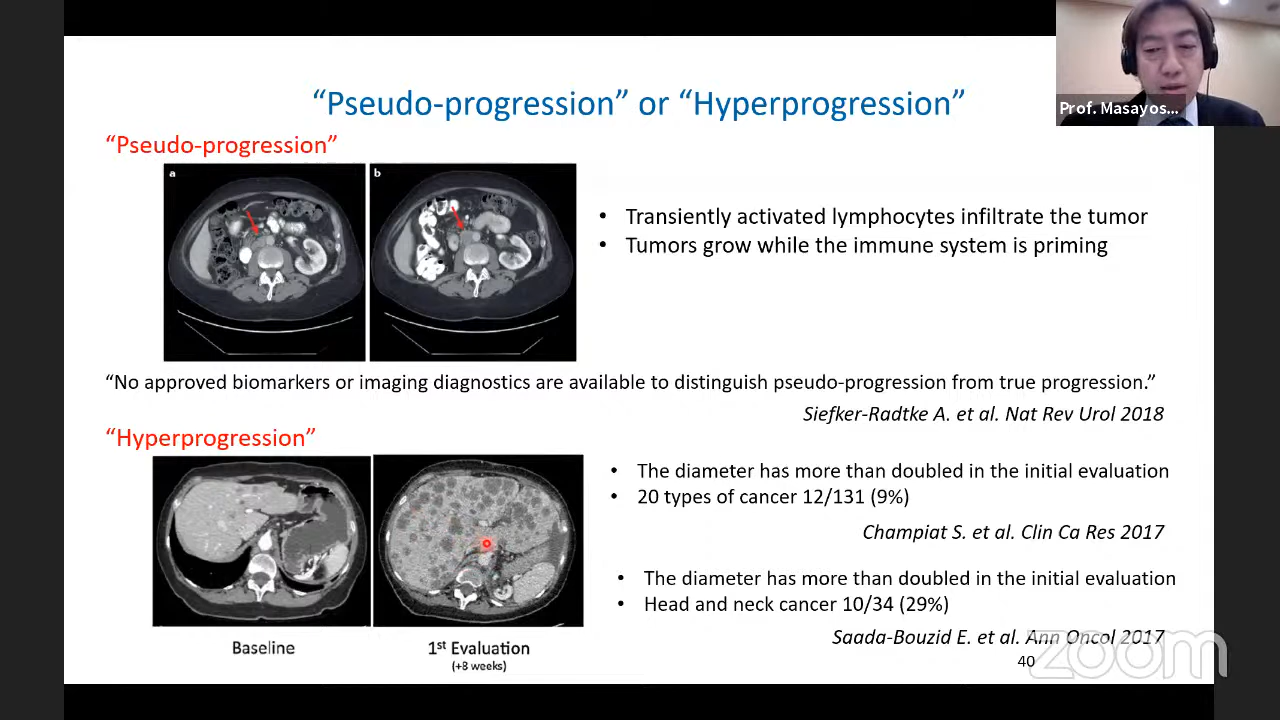 Prof. Masayos...
“Pseudo-progression” or “Hyperprogression”
“Pseudo-progression”
a
b
• Transiently activated lymphocytes infiltrate the tumor
• Tumors grow while the immune system is priming
“No approved biomarkers or imaging diagnostics are available to distinguish pseudo-progression from true progression.”
Siefker-Radtke A. et al. Nat Rev Urol 2018
“Hyperprogression”
• The diameter has more than doubled in the initial evaluation
• 20 types of cancer 12/131 (9%)
Champiat S. et al. Clin Ca Res 2017
• The diameter has more than doubled in the initial evaluation
• Head and neck cancer 10/34 (29%)
Saada-Bouzid E. et al. Ann Oncol 2017
Baseline
1st Evaluation
(+8 weeks)
40
zoom